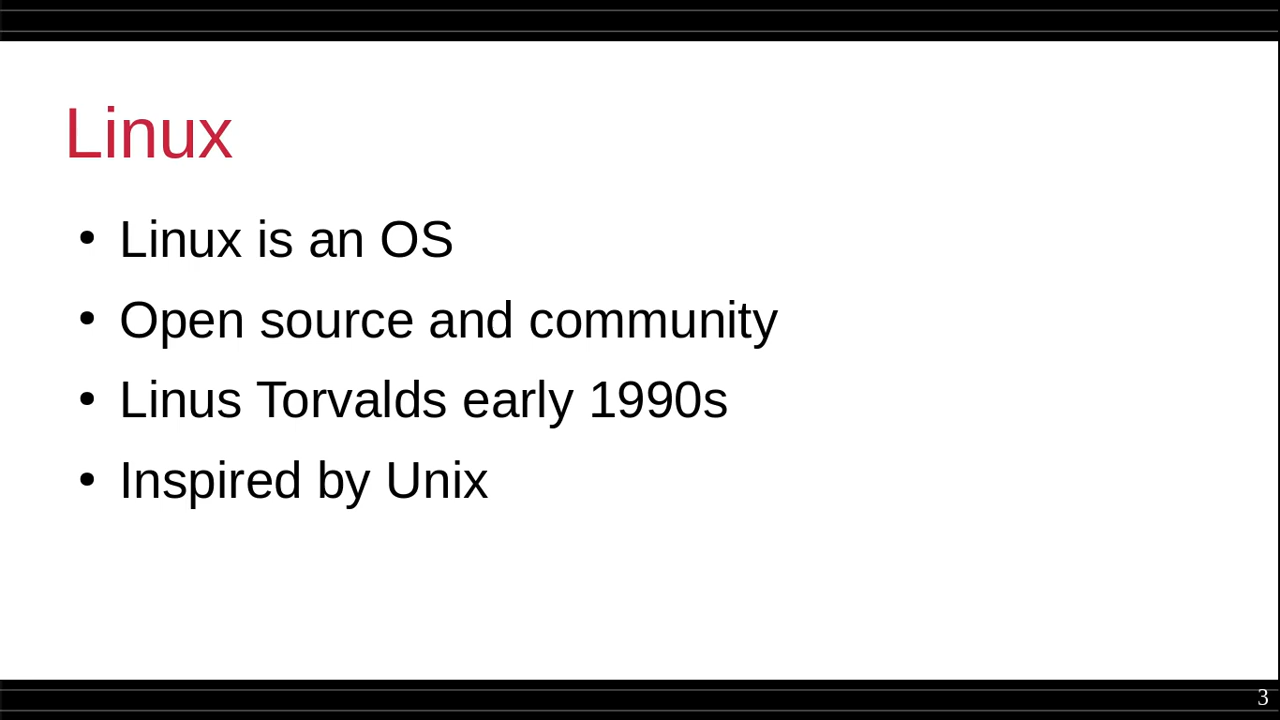 Linux
• Linux is an OS
• Open source and community
• Linus Torvalds early 1990s
• Inspired by Unix
3